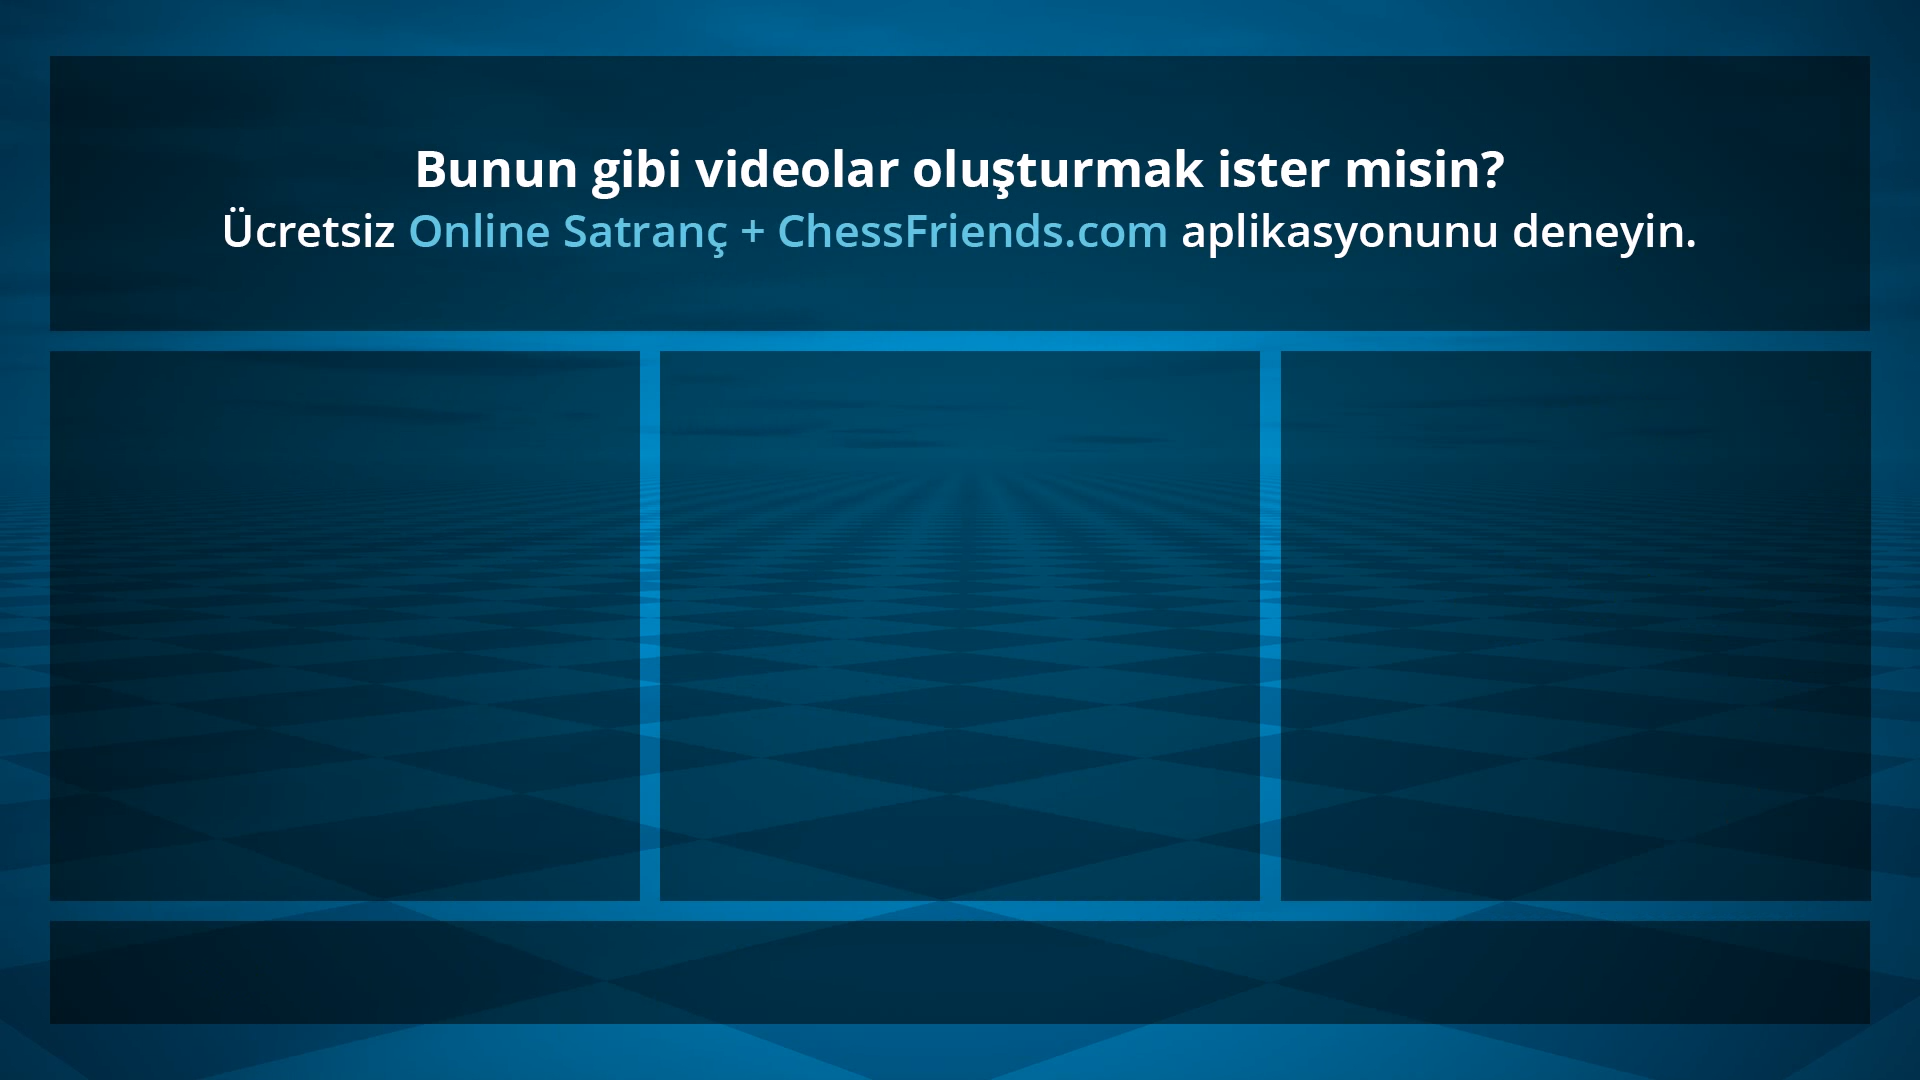 Bunun gibi videolar oluşturmak ister misin?
Ücretsiz Online Satranç + ChessFriends.com aplikasyonunu deneyin.